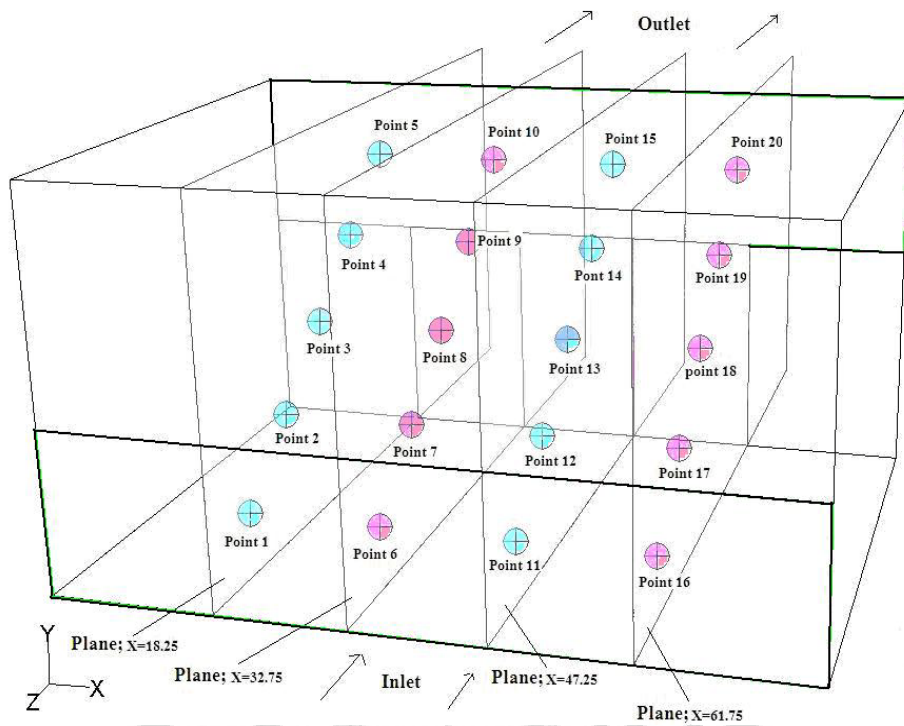 Outlet
Point 5
Point 10
Point 15
Point 20
Point 4
Point 9
Pont 14
Point 19
Point 3
Point 8
Point 13
point 18
Point 2
Point 7
Point 12
Point 17
Point 1
Point 6
Point 11
Point 16
Y
X
Z
Plane; X=18.25
Plane; X=32.75
Inlet
Plane; X=47.25
Plane; X=61.75